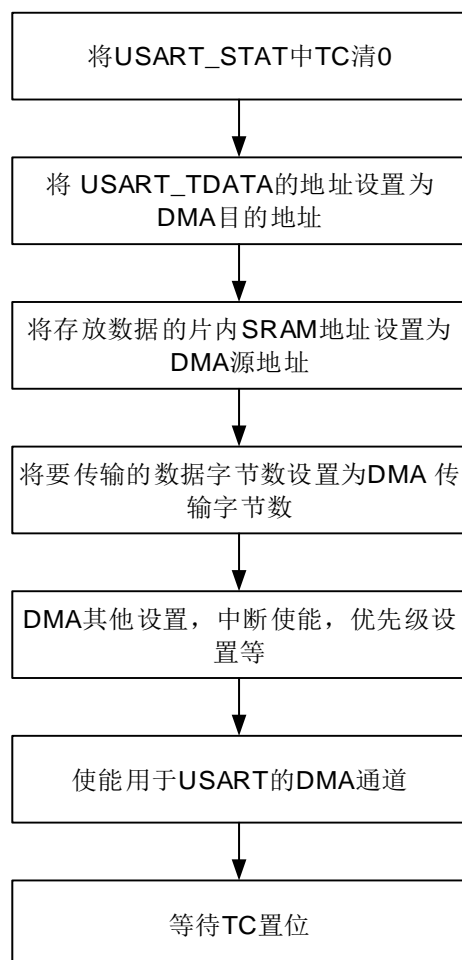 将USART_STAT中TC清0
将 USART_TDATA的地址设置为
DMA目的地址
将存放数据的片内SRAM地址设置为
DMA源地址
将要传输的数据字节数设置为DMA 传
输字节数
DMA其他设置，中断使能，优先级设
置等
使能用于USART的DMA通道
等待TC置位